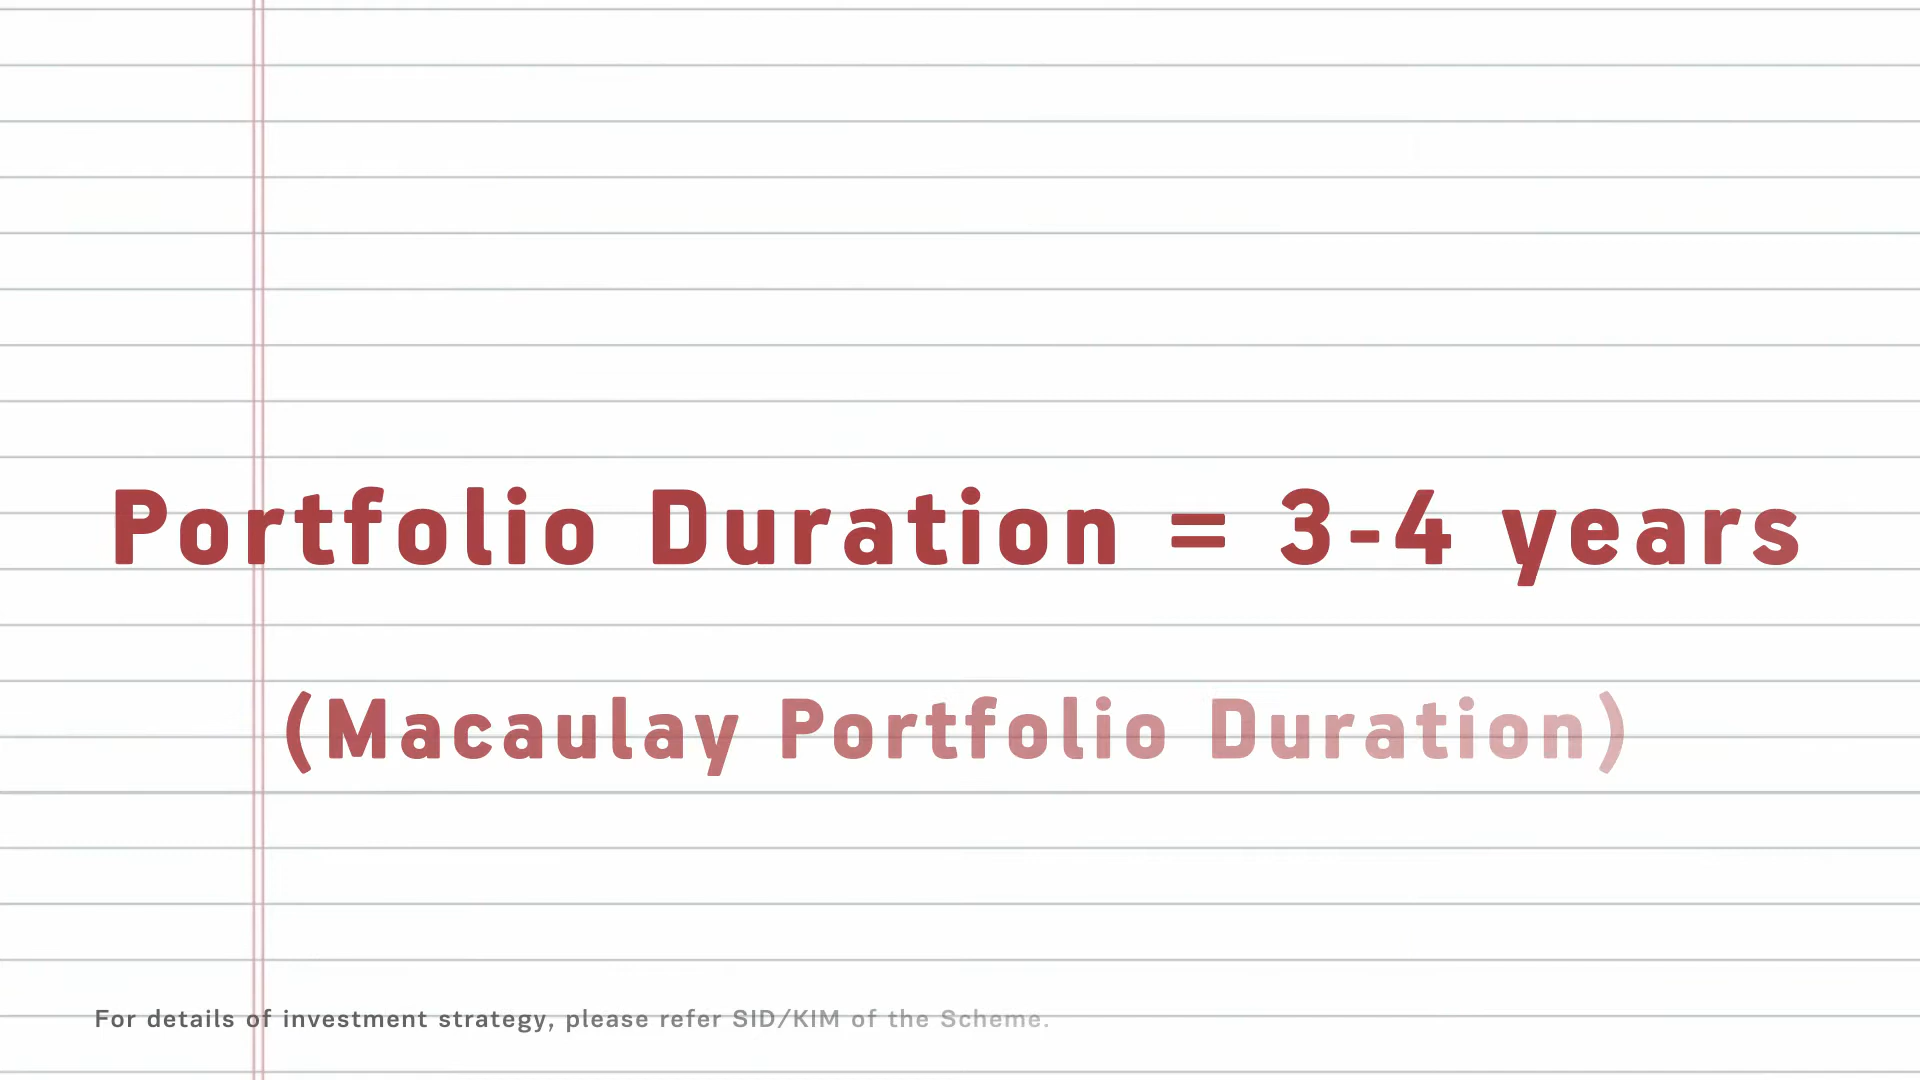 Portfolio Duration = 3-4 years
(Macaulay Portfolio Duration)
For details of investment strategy, please refer SID/KIM of the Scheme.